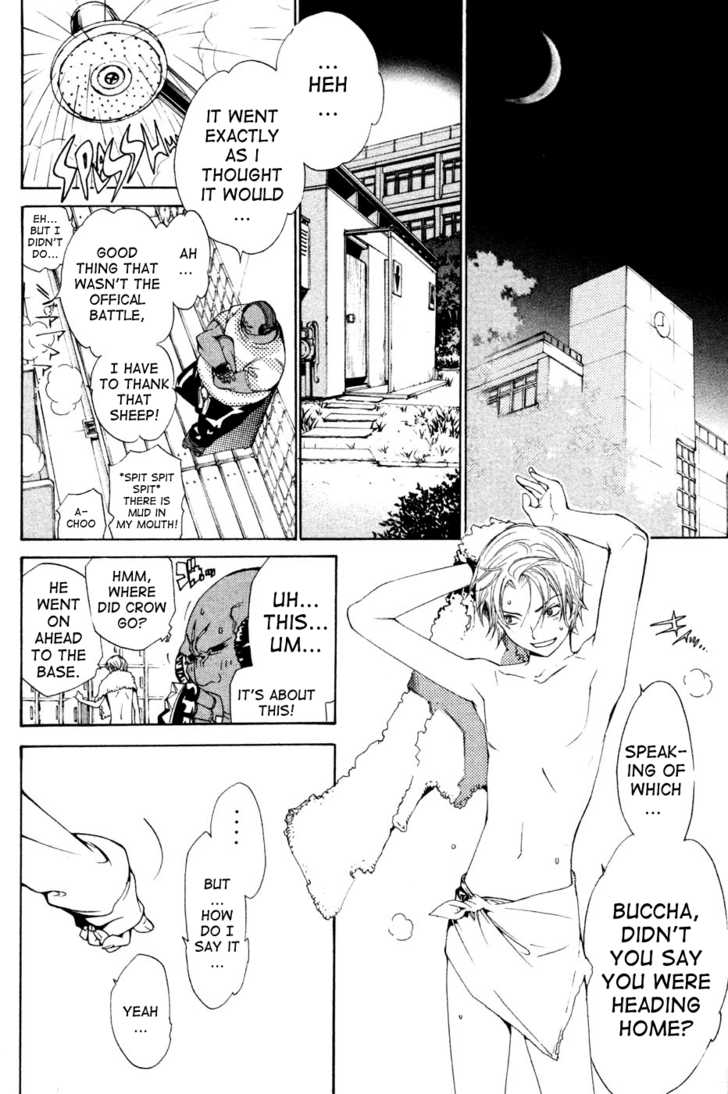 ...
HEH
...
IT WENT
EXACTLY
AS I
THOUGHT
IT WOULD
...
AH
...
GOOD
THING THAT
WASN'T THE
OFFICAL
BATTLE,
I HAVE
TO THANK
THAT
SHEEP!
EH...
BUT I
DIDN'T
DO...
*SPIT SPIT
SPIT*
THERE IS
MUD IN
MY MOUTH!
A-
CHOO
SPEAK-
ING OF
WHICH
...
BUCCHA,
DIDN'T
YOU SAY
YOU WERE
HEADING
HOME?
UH...
THIS...
UM...
IT'S ABOUT
THIS!
HMM,
WHERE
DID CROW
GO?
HE
WENT
ON
AHEAD
TO THE
BASE.
...
BUT
...
HOW
DO I
SAY IT
...
YEAH
...